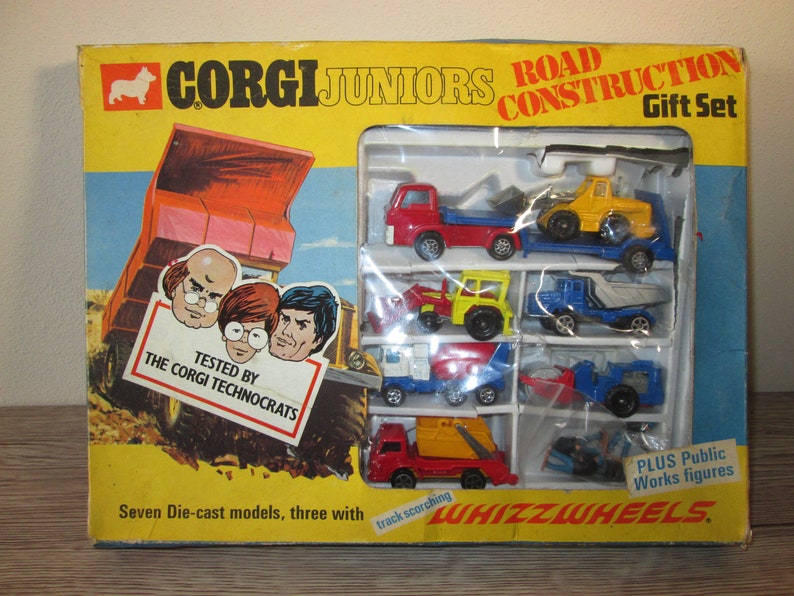 CORGI JUNIORS
ROAD
CONSTRUCTION
Gift Set
TESTED BY
THE CORGI TECHNOCRATS
PLUS Public
Works figures
Seven Die-cast models, three with
track scorching
WHIZZWHEELS®